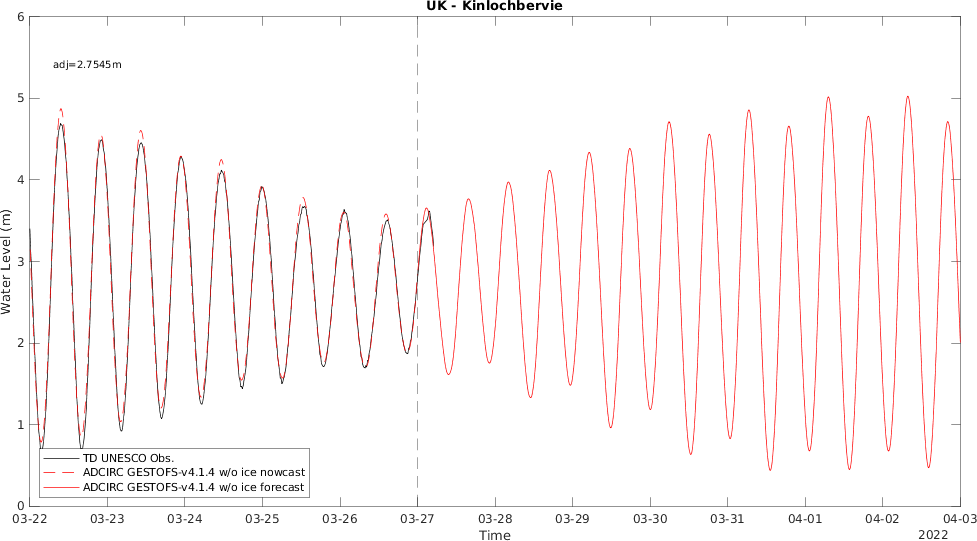 UK - Kinlochbervie
adj=2.7545m
6
5
4
3
2
1
0
Water Level (m)
TD UNESCO Obs.
ADCIRC GESTOFS-v4.1.4 w/o ice nowcast
ADCIRC GESTOFS-v4.1.4 w/o ice forecast
03-22 03-23 03-24 03-25 03-26 03-27 03-28 03-29 03-30 03-31 04-01 04-02 04-03
Time
2022